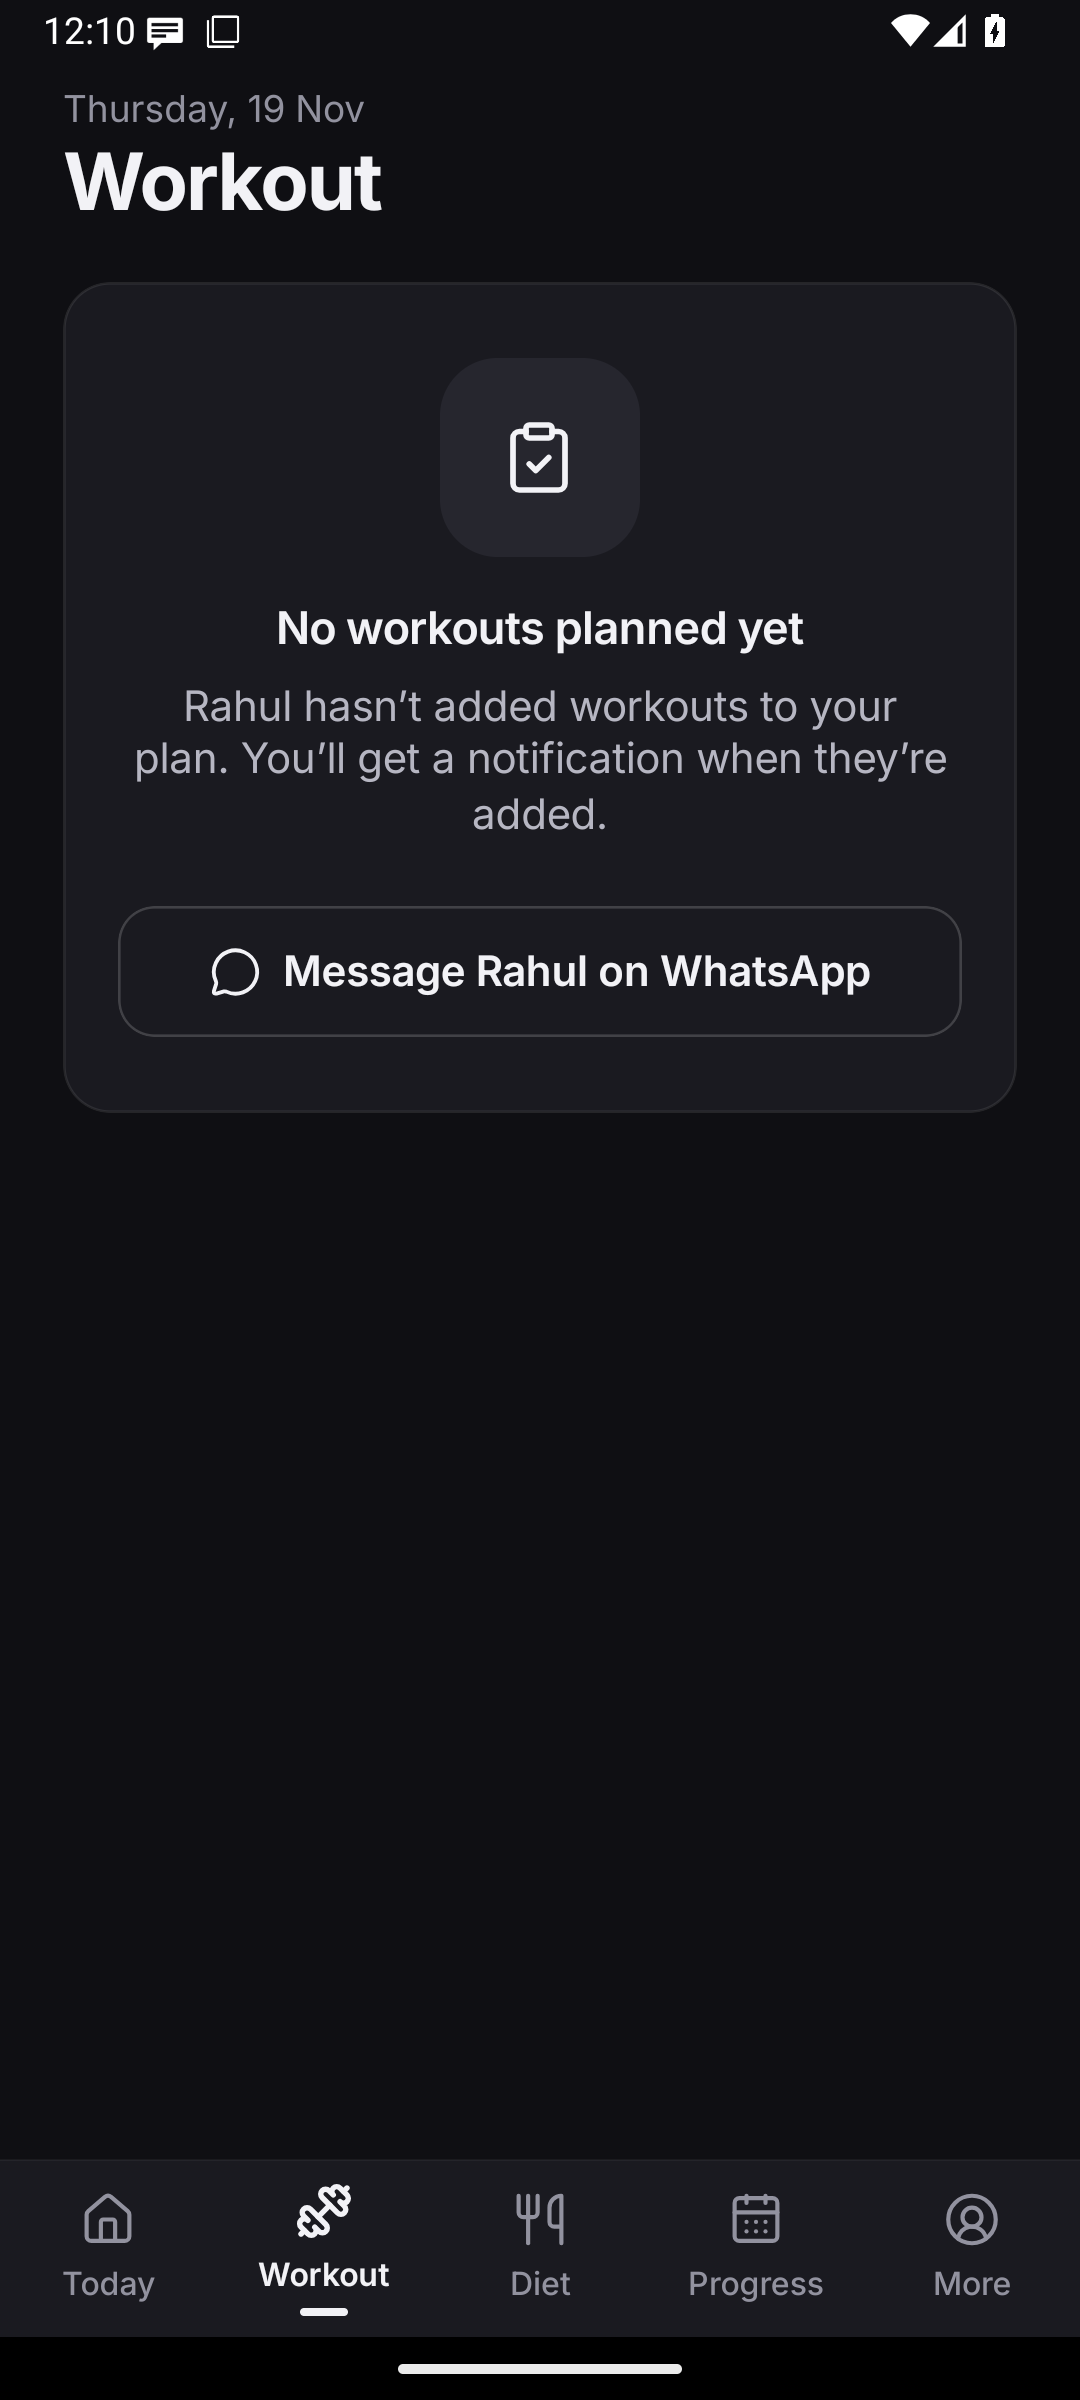 12:10
Thursday, 19 Nov
Workout
No workouts planned yet
Rahul hasn’t added workouts to your
plan. You’ll get a notification when they’re
added.
Message Rahul on WhatsApp
Today
Workout
Diet
Progress
More